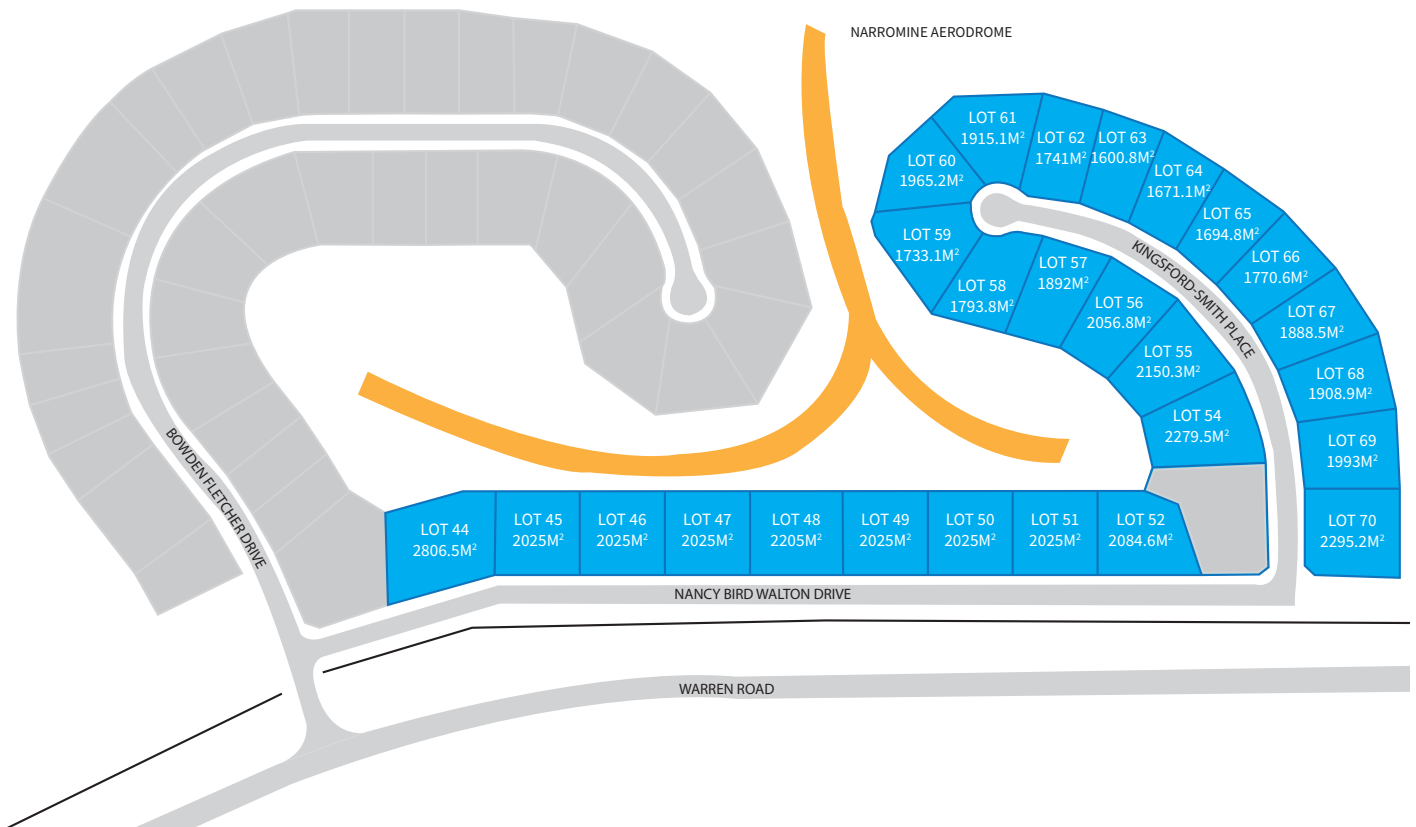 NARROMINE AERODROME
LOT 61
1915.1M²
LOT 62
1741M²
LOT 63
1600.8M²
LOT 60
1965.2M²
LOT 64
1671.1M²
LOT 65
1694.8M²
LOT 59
1733.1M²
LOT 66
1770.6M²
LOT 57
1892M²
LOT 58
1793.8M²
KINGSFORD-SMITH PLACE
LOT 56
2056.8M²
LOT 67
1888.5M²
LOT 55
2150.3M²
LOT 68
1908.9M²
LOT 54
2279.5M²
LOT 69
1993M²
BOWDEN FLETCHER DRIVE
LOT 44
2806.5M²
LOT 45
2025M²
LOT 46
2025M²
LOT 47
2025M²
LOT 48
2205M²
LOT 49
2025M²
LOT 50
2025M²
LOT 51
2025M²
LOT 52
2084.6M²
LOT 70
2295.2M²
NANCY BIRD WALTON DRIVE
WARREN ROAD